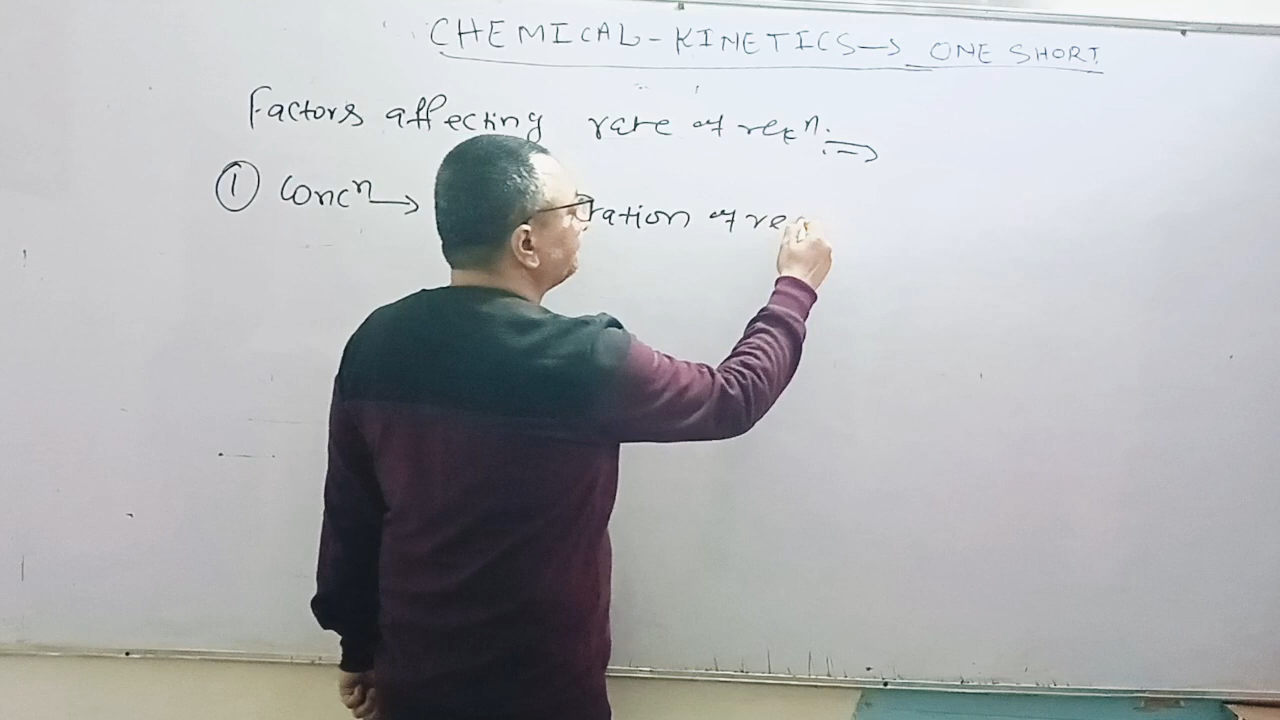 CHEMICAL-KINETICS→ ONE SHORT
Factors affecting rate of rexⁿ. ⇒
① Concⁿ→ ration of re